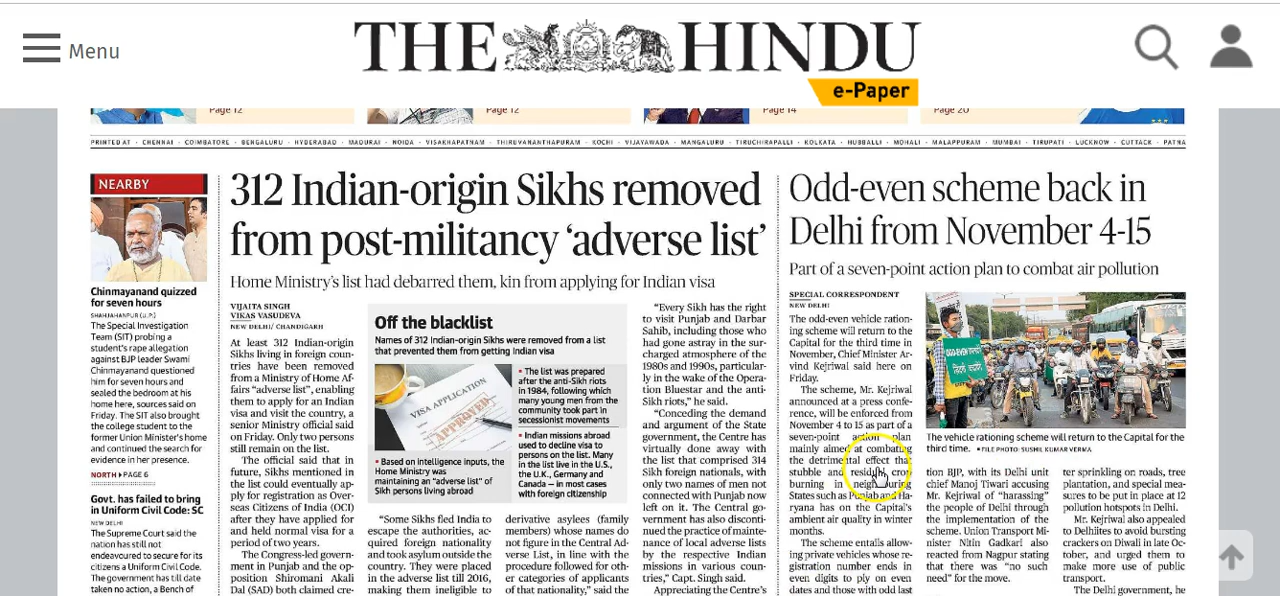 Menu
THE HINDU
e-Paper
Page 12
Page 12
Page 14
Page 20
PRINTED AT · CHENNAI · COIMBATORE · BENGALURU · HYDERABAD · MADURAI · NOIDA · VISAKHAPATNAM · THIRUVANANTHAPURAM · KOCHI · VIJAYAWADA · MANGALURU · TIRUCHIRAPALLI · KOLKATA · HUBBALLI · MOHALI · MALAPPURAM · MUMBAI · TIRUPATI · LUCKNOW · CUTTACK · PATNA
NEARBY
Chinmayanand quizzed
for seven hours
SHAHJAHANPUR (U.P.)
The Special Investigation
Team (SIT) probing a
student's rape allegation
against BJP leader Swami
Chinmayanand questioned
him for seven hours and
sealed the bedroom at his
home here, sources said on
Friday. The SIT also brought
the college student to the
former Union Minister's home
and continued the search for
evidence in her presence.
NORTH ▸ PAGE 6
Govt. has failed to bring
in Uniform Civil Code: SC
NEW DELHI
The Supreme Court said the
nation has still not
endeavoured to secure for its
citizens a Uniform Civil Code.
The government has till date
taken no action, a Bench of
312 Indian-origin Sikhs removed
from post-militancy ‘adverse list’
Home Ministry's list had debarred them, kin from applying for Indian visa
VIJAITA SINGH
VIKAS VASUDEVA
NEW DELHI/ CHANDIGARH
At least 312 Indian-origin
Sikhs living in foreign coun-
tries have been removed
from a Ministry of Home Af-
fairs “adverse list”, enabling
them to apply for an Indian
visa and visit the country, a
senior Ministry official said
on Friday. Only two persons
still remain on the list.
The official said that in
future, Sikhs mentioned in
the list could eventually ap-
ply for registration as Over-
seas Citizens of India (OCI)
after they have applied for
and held normal visa for a
period of two years.
The Congress-led govern-
ment in Punjab and the op-
position Shiromani Akali
Dal (SAD) both claimed cre-
Off the blacklist
Names of 312 Indian-origin Sikhs were removed from a list
that prevented them from getting Indian visa
VISA APPLICATION
APPROVED
▪ Based on intelligence inputs, the
Home Ministry was
maintaining an “adverse list” of
Sikh persons living abroad
▪ The list was prepared
after the anti-Sikh riots
in 1984, following which
many young men from the
community took part in
secessionist movements
▪ Indian missions abroad
used to decline visa to
persons on the list. Many
in the list live in the U.S.,
the U.K., Germany and
Canada — in most cases
with foreign citizenship
“Some Sikhs fled India to
escape the authorities, ac-
quired foreign nationality
and took asylum outside the
country. They were placed
in the adverse list till 2016,
making them ineligible to
derivative asylees (family
members) whose names do
not figure in the Central Ad-
verse List, in line with the
procedure followed for oth-
er categories of applicants
of that nationality,” said the
“Every Sikh has the right
to visit Punjab and Darbar
Sahib, including those who
had gone astray in the sur-
charged atmosphere of the
1980s and 1990s, particular-
ly in the wake of the Opera-
tion Bluestar and the anti-
Sikh riots,” he said.
“Conceding the demand
and argument of the State
government, the Centre has
virtually done away with
the list that comprised 314
Sikh foreign nationals, with
only two names of men not
connected with Punjab now
left on it. The Central gov-
ernment has also disconti-
nued the practice of mainte-
nance of local adverse lists
by the respective Indian
missions in various coun-
tries,” Capt. Singh said.
Appreciating the Centre's
Odd-even scheme back in
Delhi from November 4-15
Part of a seven-point action plan to combat air pollution
SPECIAL CORRESPONDENT
NEW DELHI
The odd-even vehicle ration-
ing scheme will return to the
Capital for the third time in
November, Chief Minister Ar-
vind Kejriwal said here on
Friday.
The scheme, Mr. Kejriwal
announced at a press confe-
rence, will be enforced from
November 4 to 15 as part of a
seven-point action plan
mainly aimed at combating
the detrimental effect that
stubble and residual crop
burning in neighbouring
States such as Punjab and Ha-
ryana has on the Capital's
ambient air quality in winter
months.
The scheme entails allow-
ing private vehicles whose re-
gistration number ends in
even digits to ply on even
dates and those with odd last
The vehicle rationing scheme will return to the Capital for the
third time. ▪ FILE PHOTO: SUSHIL KUMAR VERMA
tion BJP, with its Delhi unit
chief Manoj Tiwari accusing
Mr. Kejriwal of “harassing”
the people of Delhi through
the implementation of the
scheme. Union Transport Mi-
nister Nitin Gadkari also
reacted from Nagpur stating
that there was “no such
need” for the move.
ter sprinkling on roads, tree
plantation, and special mea-
sures to be put in place at 12
pollution hotspots in Delhi.
Mr. Kejriwal also appealed
to Delhiites to avoid bursting
crackers on Diwali in late Oc-
tober, and urged them to
make more use of public
transport.
The Delhi government, he